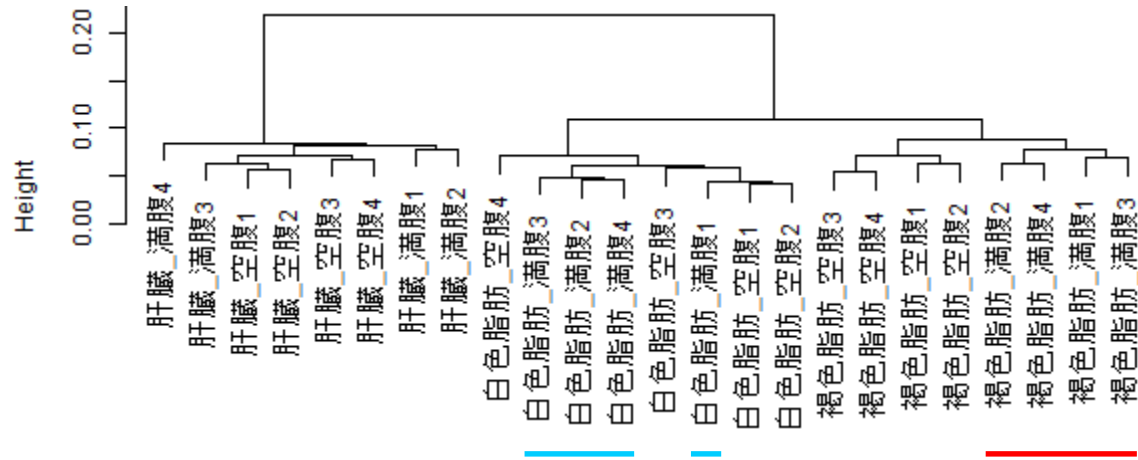 Height
0.20
0.10
0.00
肝臓_満腹4
肝臓_満腹3
肝臓_空腹1
肝臓_空腹2
肝臓_空腹3
肝臓_空腹4
肝臓_満腹1
肝臓_満腹2
白色脂肪_空腹4
白色脂肪_満腹3
白色脂肪_満腹2
白色脂肪_満腹4
白色脂肪_空腹3
白色脂肪_満腹1
白色脂肪_空腹1
白色脂肪_空腹2
褐色脂肪_空腹3
褐色脂肪_空腹4
褐色脂肪_空腹1
褐色脂肪_空腹2
褐色脂肪_満腹2
褐色脂肪_満腹4
褐色脂肪_満腹1
褐色脂肪_満腹3